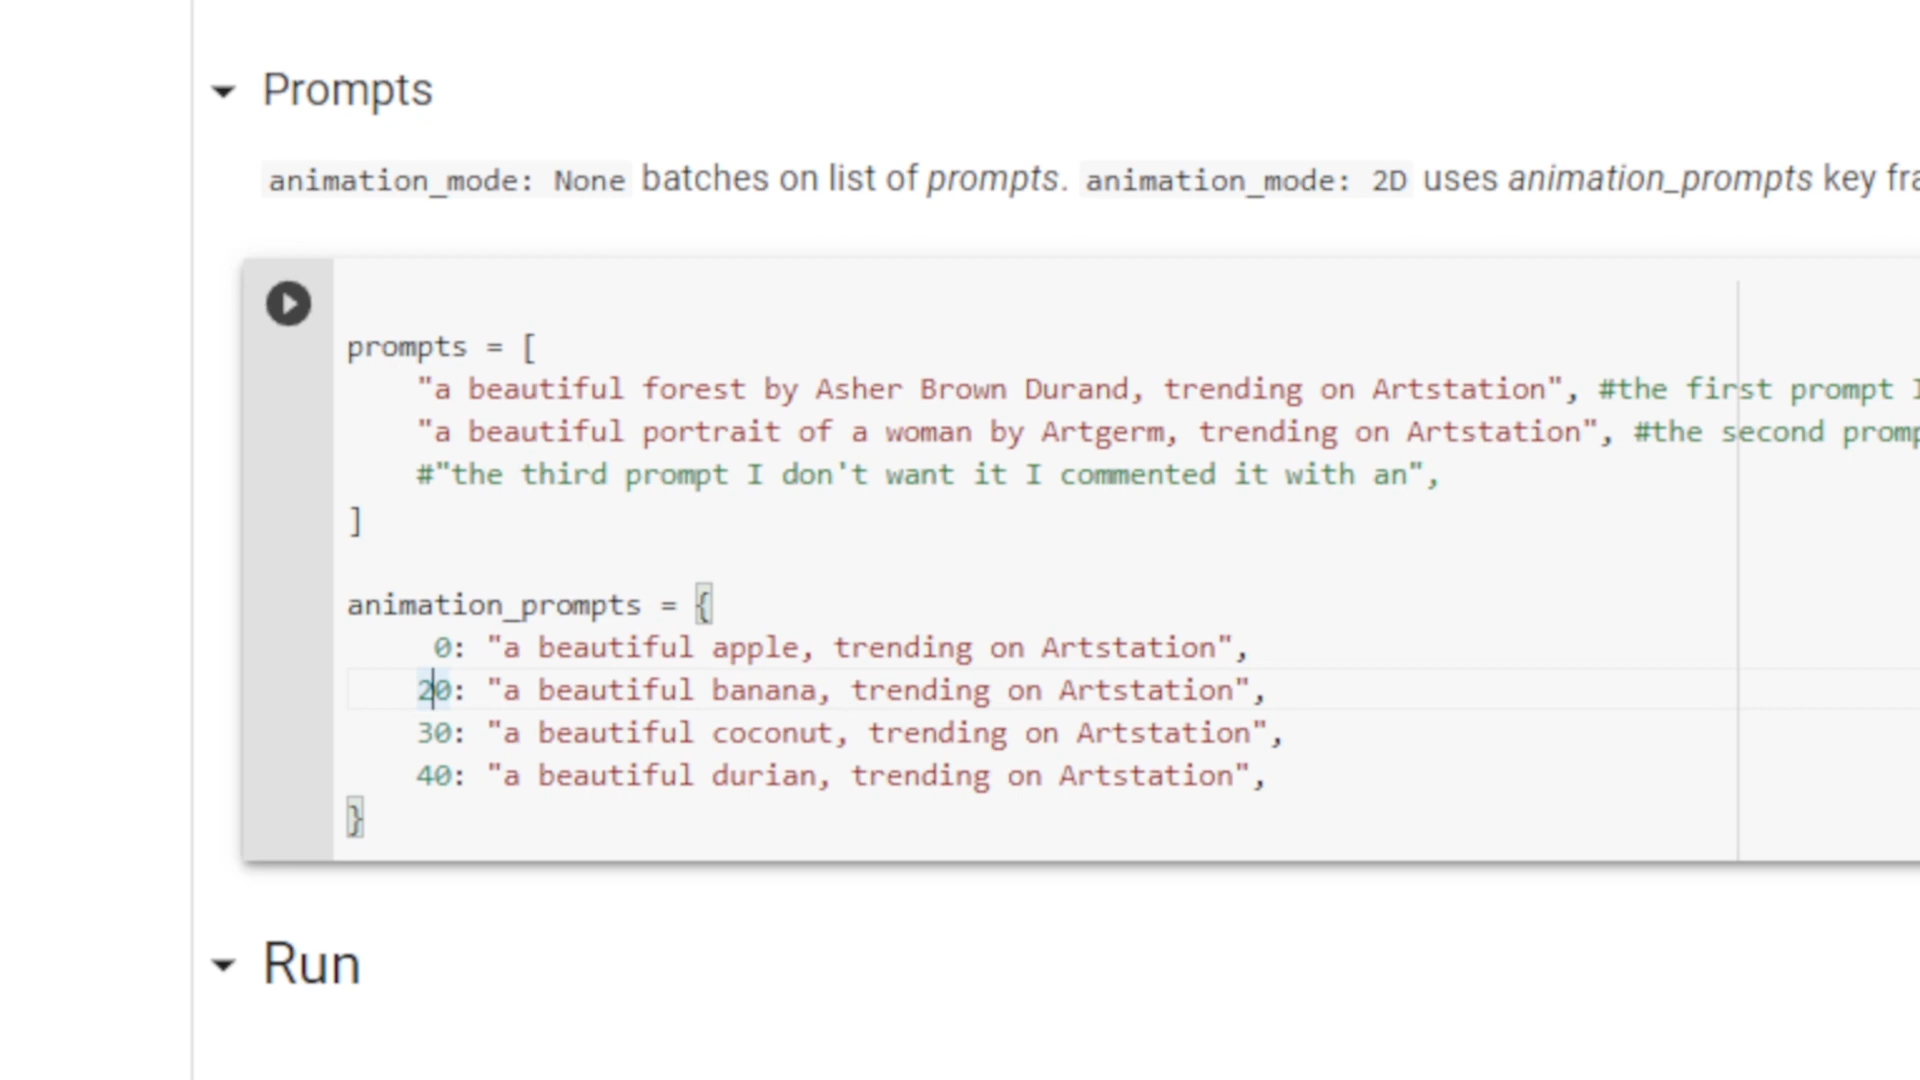 Prompts
animation_mode: None batches on list of prompts. animation_mode: 2D uses animation_prompts key
prompts = [
"a beautiful forest by Asher Brown Durand, trending on Artstation", #the first prompt I
"a beautiful portrait of a woman by Artgerm, trending on Artstation", #the second
#"the third prompt I don't want it I commented it with an",
]
animation_prompts = {
0: "a beautiful apple, trending on Artstation",
20: "a beautiful banana, trending on Artstation",
30: "a beautiful coconut, trending on Artstation",
40: "a beautiful durian, trending on Artstation",
}
Run